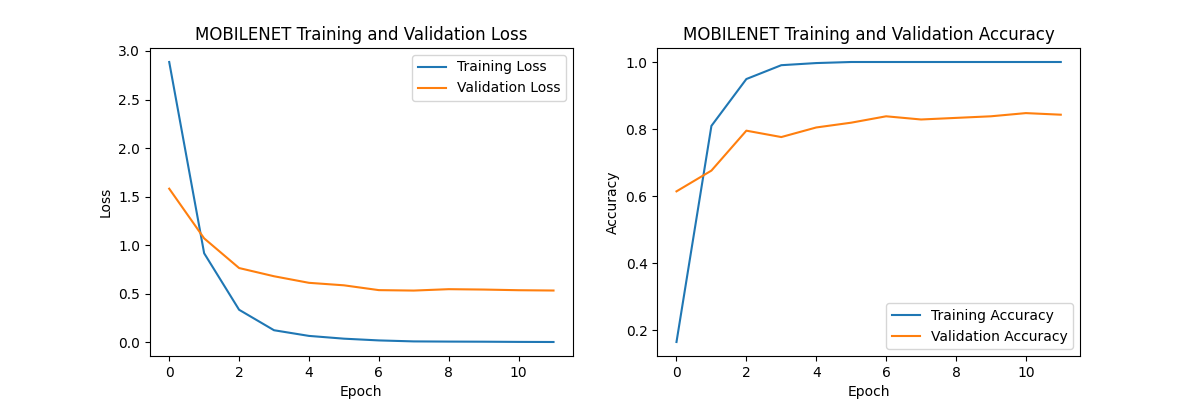 MOBILENET Training and Validation Loss
3.0
2.5
2.0
1.5
1.0
0.5
0.0
Loss
Training Loss
Validation Loss
0 2 4 6 8 10
Epoch
MOBILENET Training and Validation Accuracy
1.0
0.8
0.6
0.4
0.2
Accuracy
Training Accuracy
Validation Accuracy
0 2 4 6 8 10
Epoch